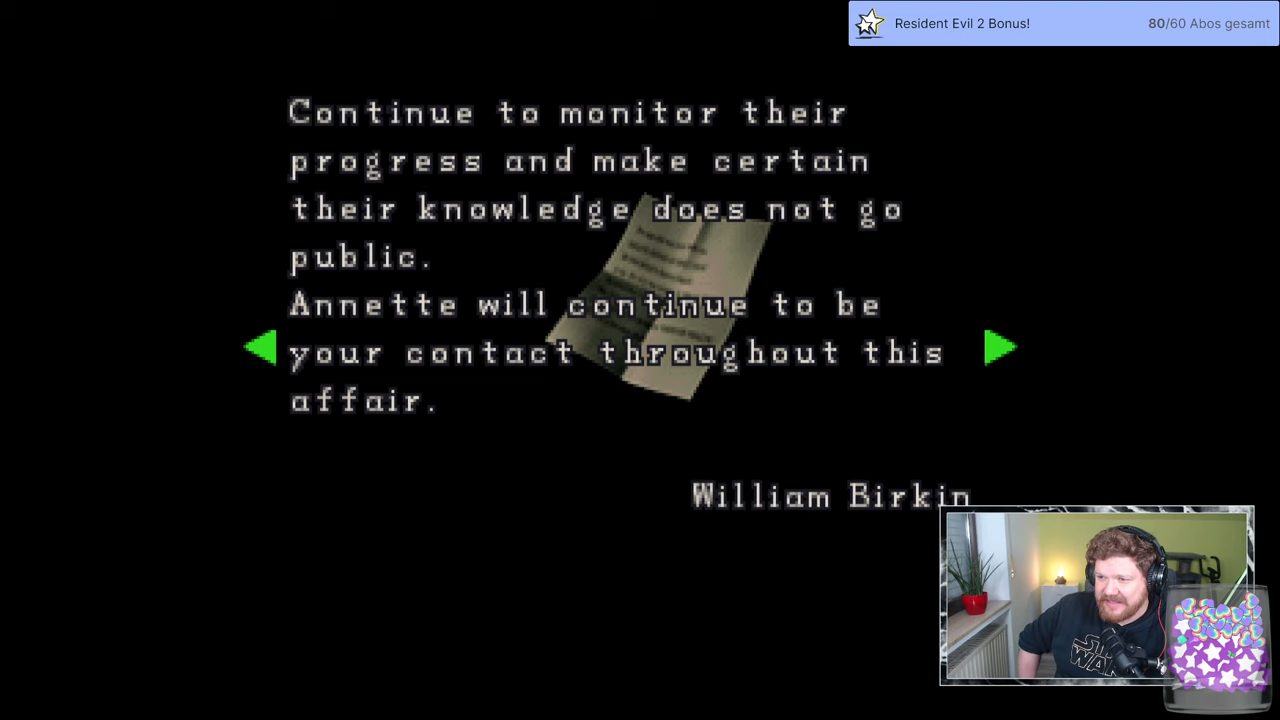 Resident Evil 2 Bonus!
80/60 Abos gesamt
Continue to monitor their
progress and make certain
their knowledge does not go
public.
Annette will continue to be
your contact throughout this
affair.
William Birkin